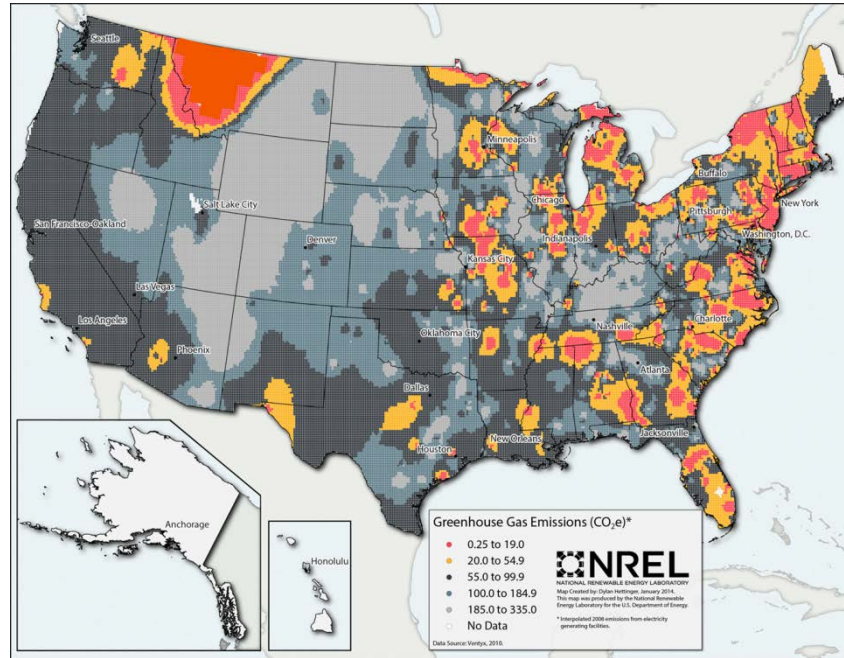 Seattle
Minneapolis
Buffalo
Chicago
New York
Salt Lake City
Pittsburgh
San Francisco-Oakland
Denver
Indianapolis
Washington, D.C.
Kansas City
Las Vegas
Nashville
Charlotte
Los Angeles
Oklahoma City
Phoenix
Atlanta
Dallas
Jacksonville
New Orleans
Houston
Anchorage
Honolulu
Greenhouse Gas Emissions (CO2e)*
0.25 to 19.0
20.0 to 54.9
55.0 to 99.9
100.0 to 184.9
185.0 to 335.0
No Data
Data Source: Ventyx, 2010.
NREL
NATIONAL RENEWABLE ENERGY LABORATORY
Map Created by: Dylan Hettinger, January 2014.
This map was produced by the National Renewable
Energy Laboratory for the U.S. Department of Energy.
* Interpolated 2008 emissions from electricity
generating facilities.